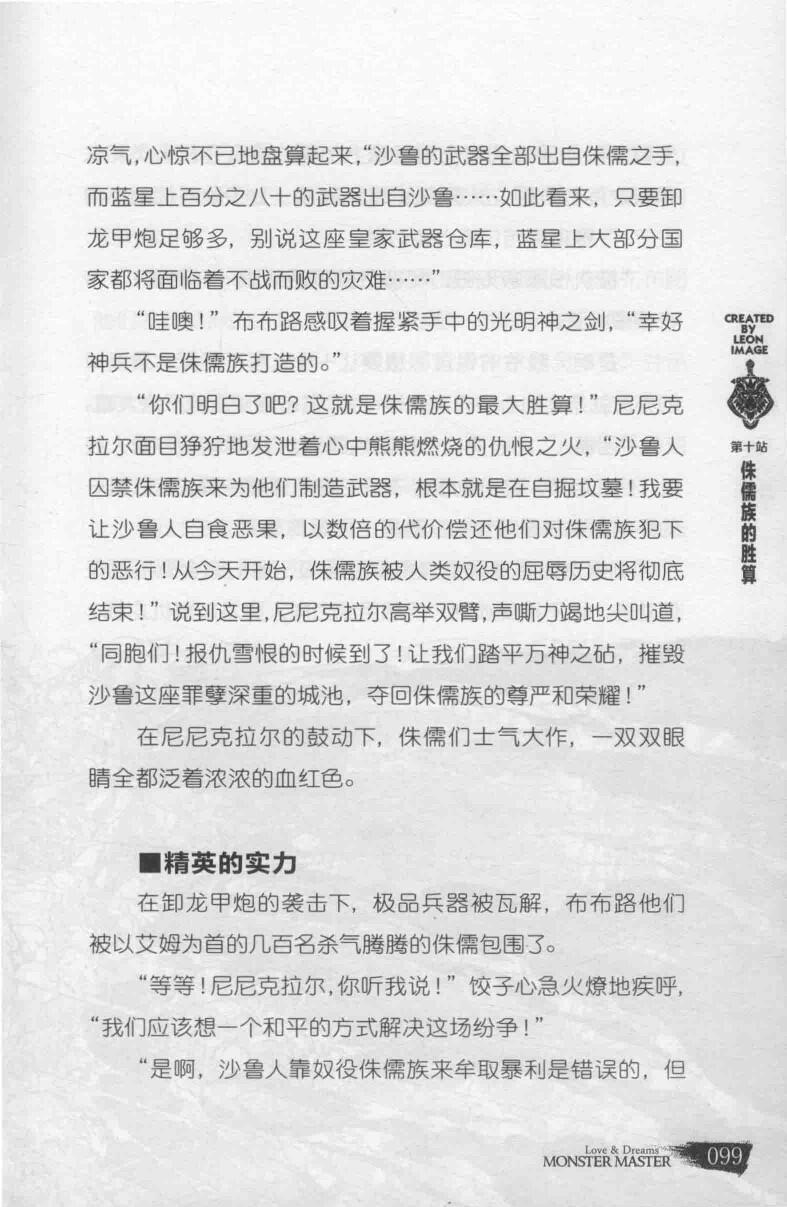 凉气，心惊不已地盘算起来，“沙鲁的武器全部出自侏儒之手，
而蓝星上百分之八十的武器出自沙鲁……如此看来，只要卸
龙甲炮足够多，别说这座皇家武器仓库，蓝星上大部分国
家都将面临着不战而败的灾难……”
“哇噢！”布布路感叹着握紧手中的光明神之剑，“幸好
神兵不是侏儒族打造的。”
“你们明白了吧？这就是侏儒族的最大胜算！”尼尼克
拉尔面目狰狞地发泄着心中熊熊燃烧的仇恨之火，“沙鲁人
囚禁侏儒族来为他们制造武器，根本就是在自掘坟墓！我要
让沙鲁人自食恶果，以数倍的代价偿还他们对侏儒族犯下
的恶行！从今天开始，侏儒族被人类奴役的屈辱历史将彻底
结束！”说到这里，尼尼克拉尔高举双臂，声嘶力竭地尖叫道，
“同胞们！报仇雪恨的时候到了！让我们踏平万神之砧，摧毁
沙鲁这座罪孽深重的城池，夺回侏儒族的尊严和荣耀！”
在尼尼克拉尔的鼓动下，侏儒们士气大作，一双双眼
睛全都泛着浓浓的血红色。
■精英的实力
在卸龙甲炮的袭击下，极品兵器被瓦解，布布路他们
被以艾姆为首的几百名杀气腾腾的侏儒包围了。
“等等！尼尼克拉尔，你听我说！”饺子心急火燎地疾呼，
“我们应该想一个和平的方式解决这场纷争！”
“是啊，沙鲁人靠奴役侏儒族来牟取暴利是错误的，但
CREATED
BY
LEON
IMAGE
第十站
侏儒族的胜算
Love & Dreams
MONSTER MASTER
099